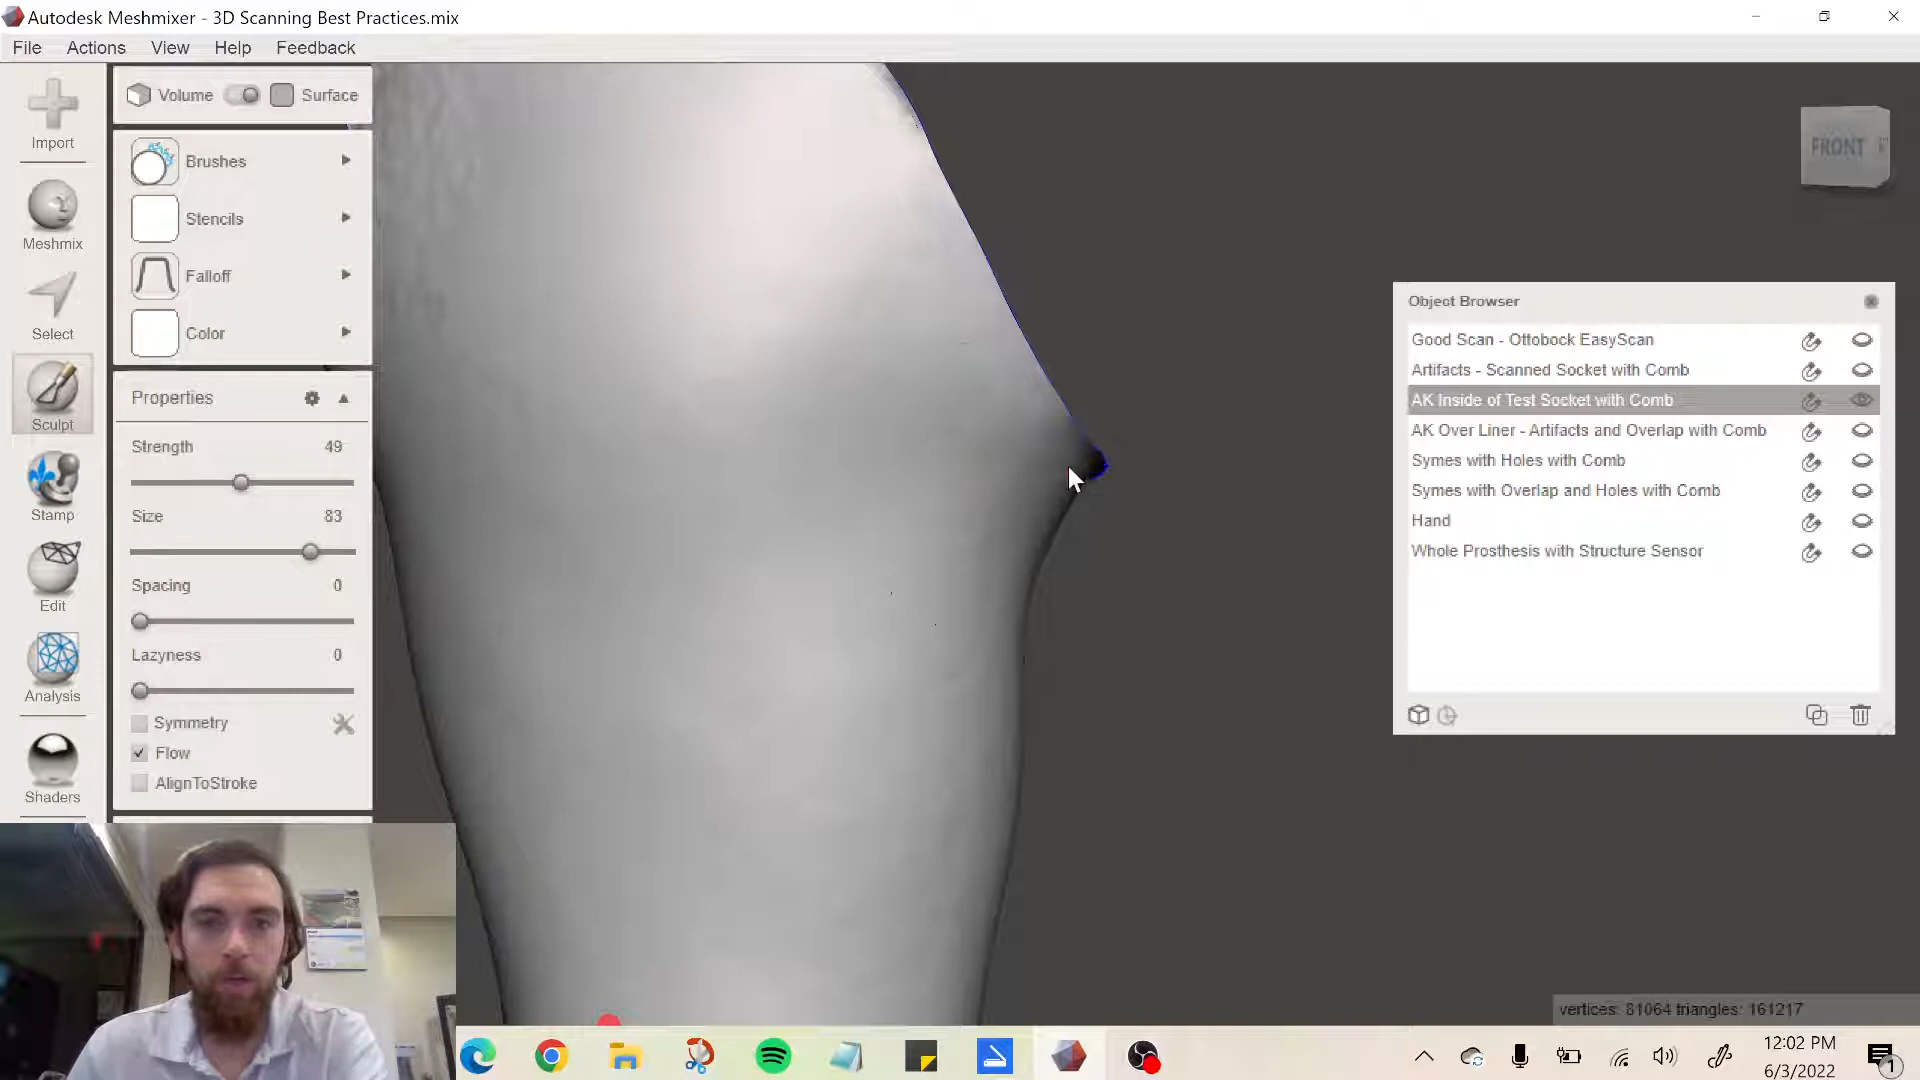 Autodesk Meshmixer - 3D Scanning Best Practices.mix
File Actions View Help Feedback
Import
Meshmix
Select
Sculpt
Stamp
Edit
Analysis
Shaders
Volume Surface
Brushes
Stencils
Falloff
Color
Properties
Strength 49
Size 83
Spacing 0
Lazyness 0
Symmetry
Flow
AlignToStroke
FRONT
Object Browser
Good Scan - Ottobock EasyScan
Artifacts - Scanned Socket with Comb
AK Inside of Test Socket with Comb
AK Over Liner - Artifacts and Overlap with Comb
Symes with Holes with Comb
Symes with Overlap and Holes with Comb
Hand
Whole Prosthesis with Structure Sensor
vertices: 81064 triangles: 161217
12:02 PM
6/3/2022
1